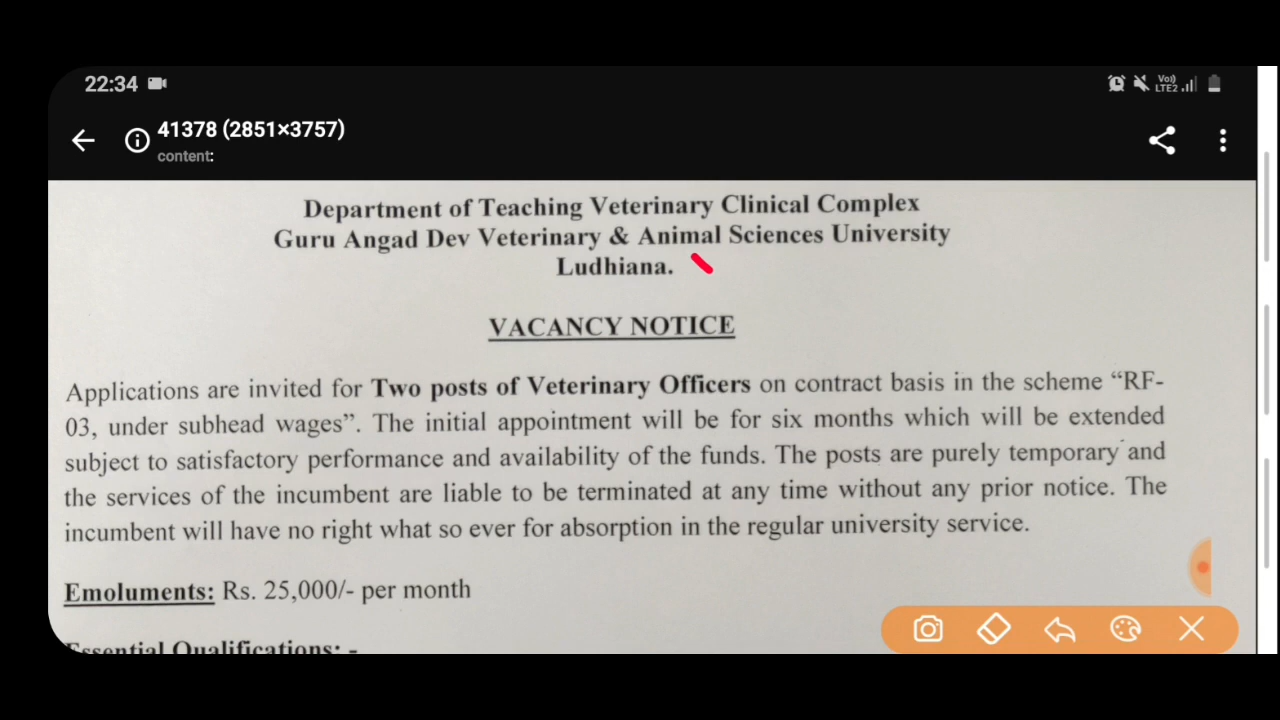 22:34
Vo))
LTE2
41378 (2851×3757)
content:
Department of Teaching Veterinary Clinical Complex
Guru Angad Dev Veterinary & Animal Sciences University
Ludhiana.
VACANCY NOTICE
Applications are invited for Two posts of Veterinary Officers on contract basis in the scheme “RF-
03, under subhead wages”. The initial appointment will be for six months which will be extended
subject to satisfactory performance and availability of the funds. The posts are purely temporary and
the services of the incumbent are liable to be terminated at any time without any prior notice. The
incumbent will have no right what so ever for absorption in the regular university service.
Emoluments: Rs. 25,000/- per month
Essential Qualifications: -